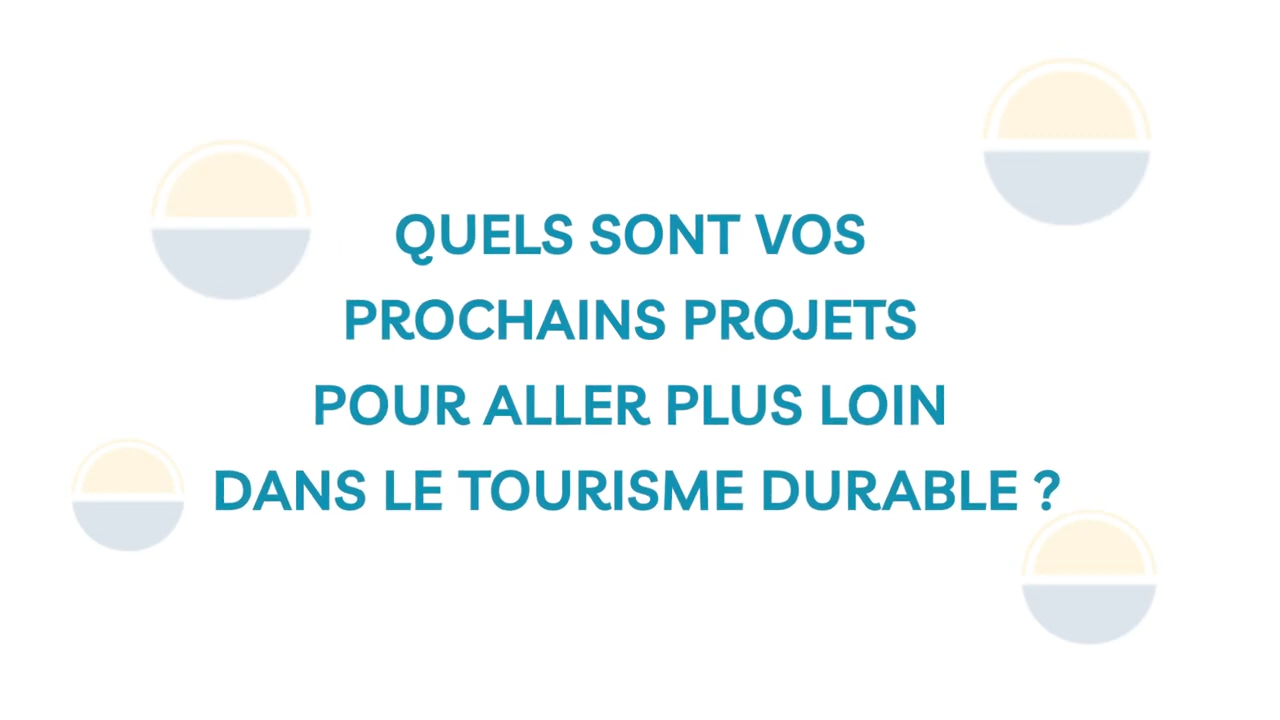 QUELS SONT VOS
PROCHAINS PROJETS
POUR ALLER PLUS LOIN
DANS LE TOURISME DURABLE ?